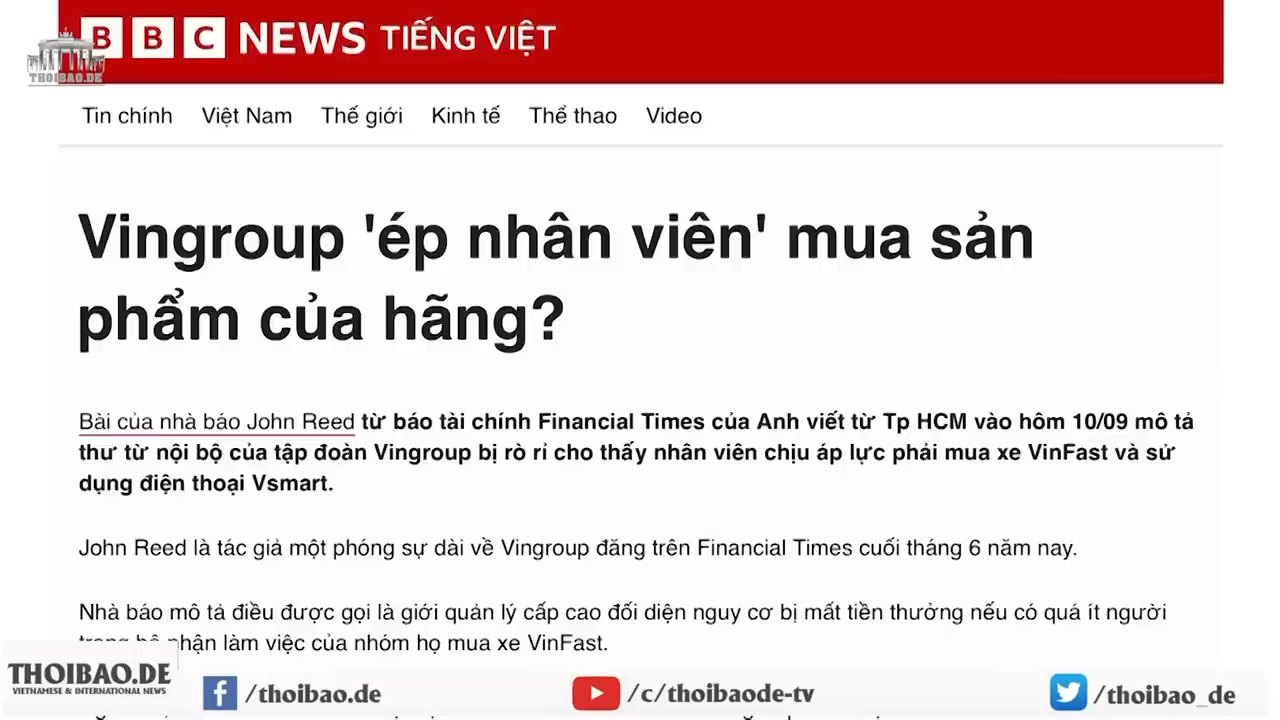 BBC NEWS TIẾNG VIỆT
THOIBAO.DE
Tin chính Việt Nam Thế giới Kinh tế Thể thao Video
Vingroup 'ép nhân viên' mua sản
phẩm của hãng?
Bài của nhà báo John Reed từ báo tài chính Financial Times của Anh viết từ Tp HCM vào hôm 10/09 mô tả
thư từ nội bộ của tập đoàn Vingroup bị rò rỉ cho thấy nhân viên chịu áp lực phải mua xe VinFast và sử
dụng điện thoại Vsmart.
John Reed là tác giả một phóng sự dài về Vingroup đăng trên Financial Times cuối tháng 6 năm nay.
Nhà báo mô tả điều được gọi là giới quản lý cấp cao đối diện nguy cơ bị mất tiền thưởng nếu có quá ít người
trong bộ phận làm việc của nhóm họ mua xe VinFast.
THOIBAO.DE
VIETNAMESE & INTERNATIONAL NEWS
/thoibao.de
/c/thoibaode-tv
/thoibao_de